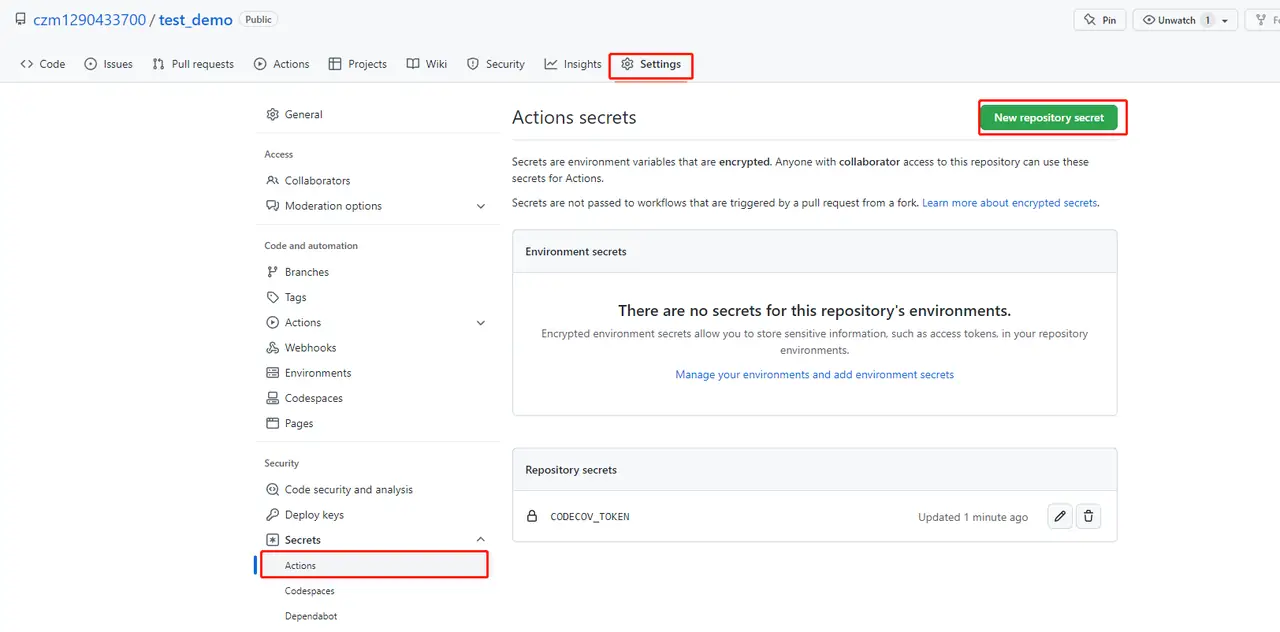 czm1290433700 / test_demo Public
Pin
Unwatch 1
Code Issues Pull requests Actions Projects Wiki Security Insights Settings
General
Access
Collaborators
Moderation options
Code and automation
Branches
Tags
Actions
Webhooks
Environments
Codespaces
Pages
Security
Code security and analysis
Deploy keys
Secrets
Actions
Codespaces
Dependabot
Actions secrets
New repository secret
Secrets are environment variables that are encrypted. Anyone with collaborator access to this repository can use these
secrets for Actions.
Secrets are not passed to workflows that are triggered by a pull request from a fork. Learn more about encrypted secrets.
Environment secrets
There are no secrets for this repository's environments.
Encrypted environment secrets allow you to store sensitive information, such as access tokens, in your repository
environments.
Manage your environments and add environment secrets
Repository secrets
CODECOV_TOKEN
Updated 1 minute ago